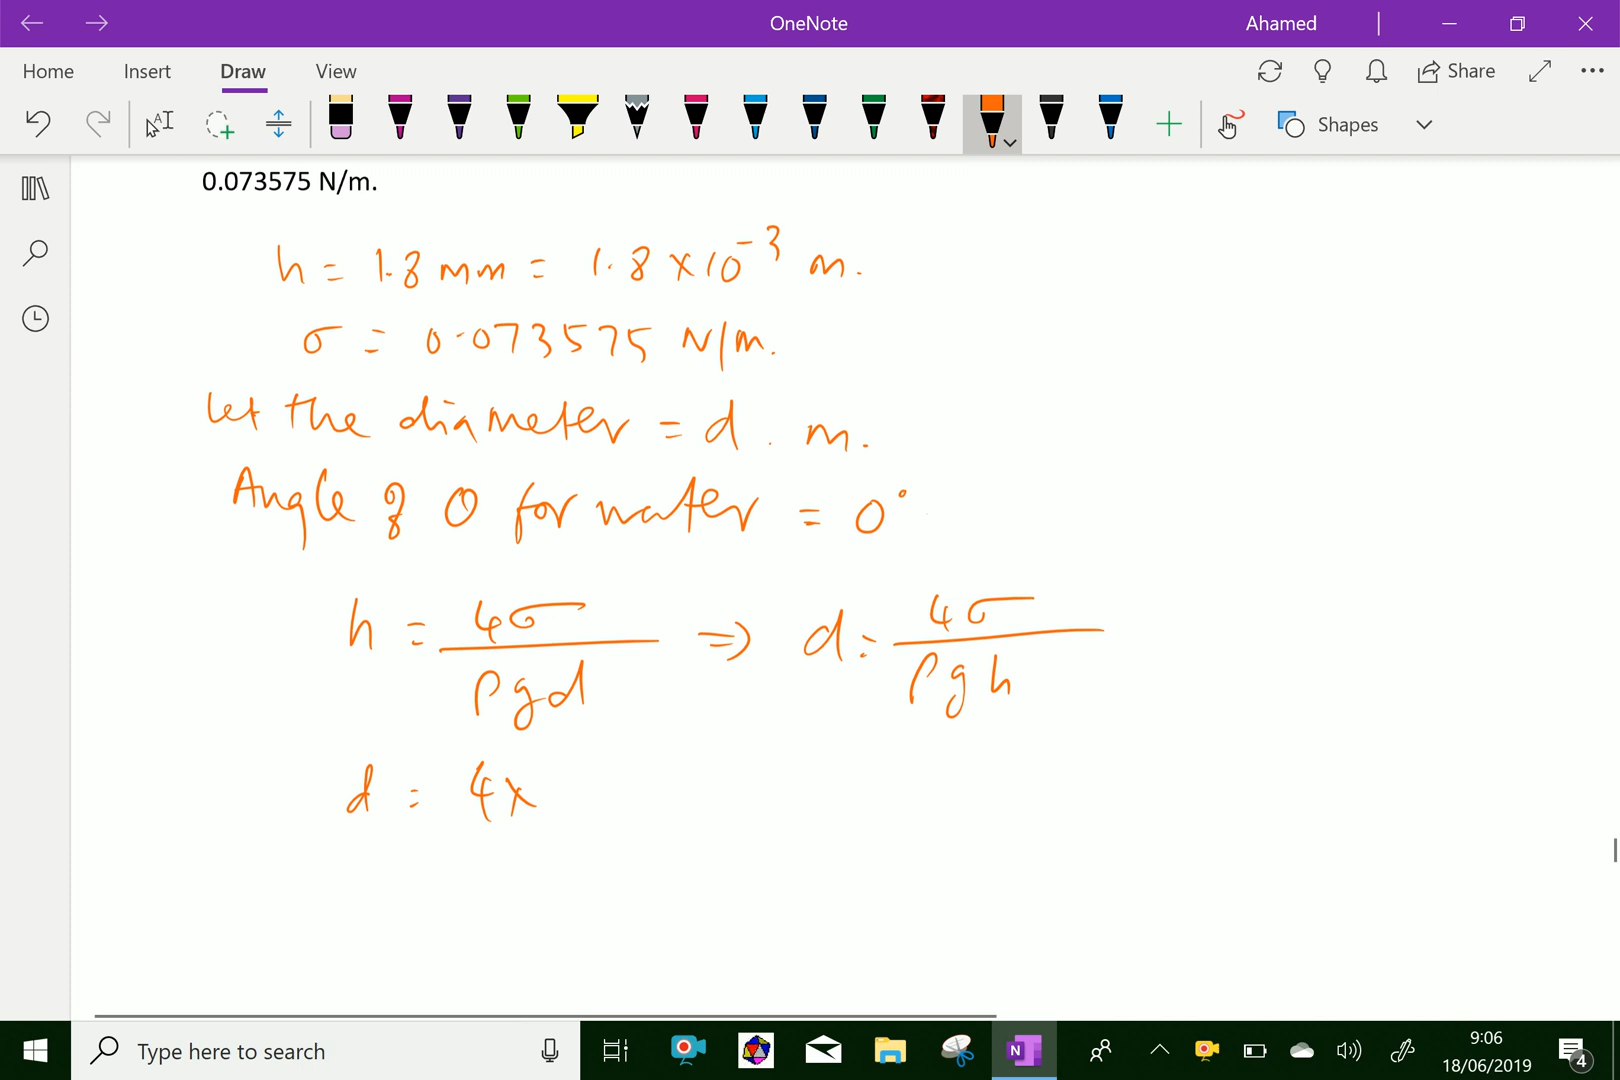 OneNote
Ahamed
Home Insert Draw View
Share
Shapes
0.073575 N/m.
h = 1.8 mm = 1.8 × 10⁻³ m.
σ = 0.073575 N/m.
let the diameter = d . m.
Angle of θ for water = 0°
h = 4σ / ρgd ⇒ d = 4σ / ρgh
d = 4×
Type here to search
N
9:06
18/06/2019
4